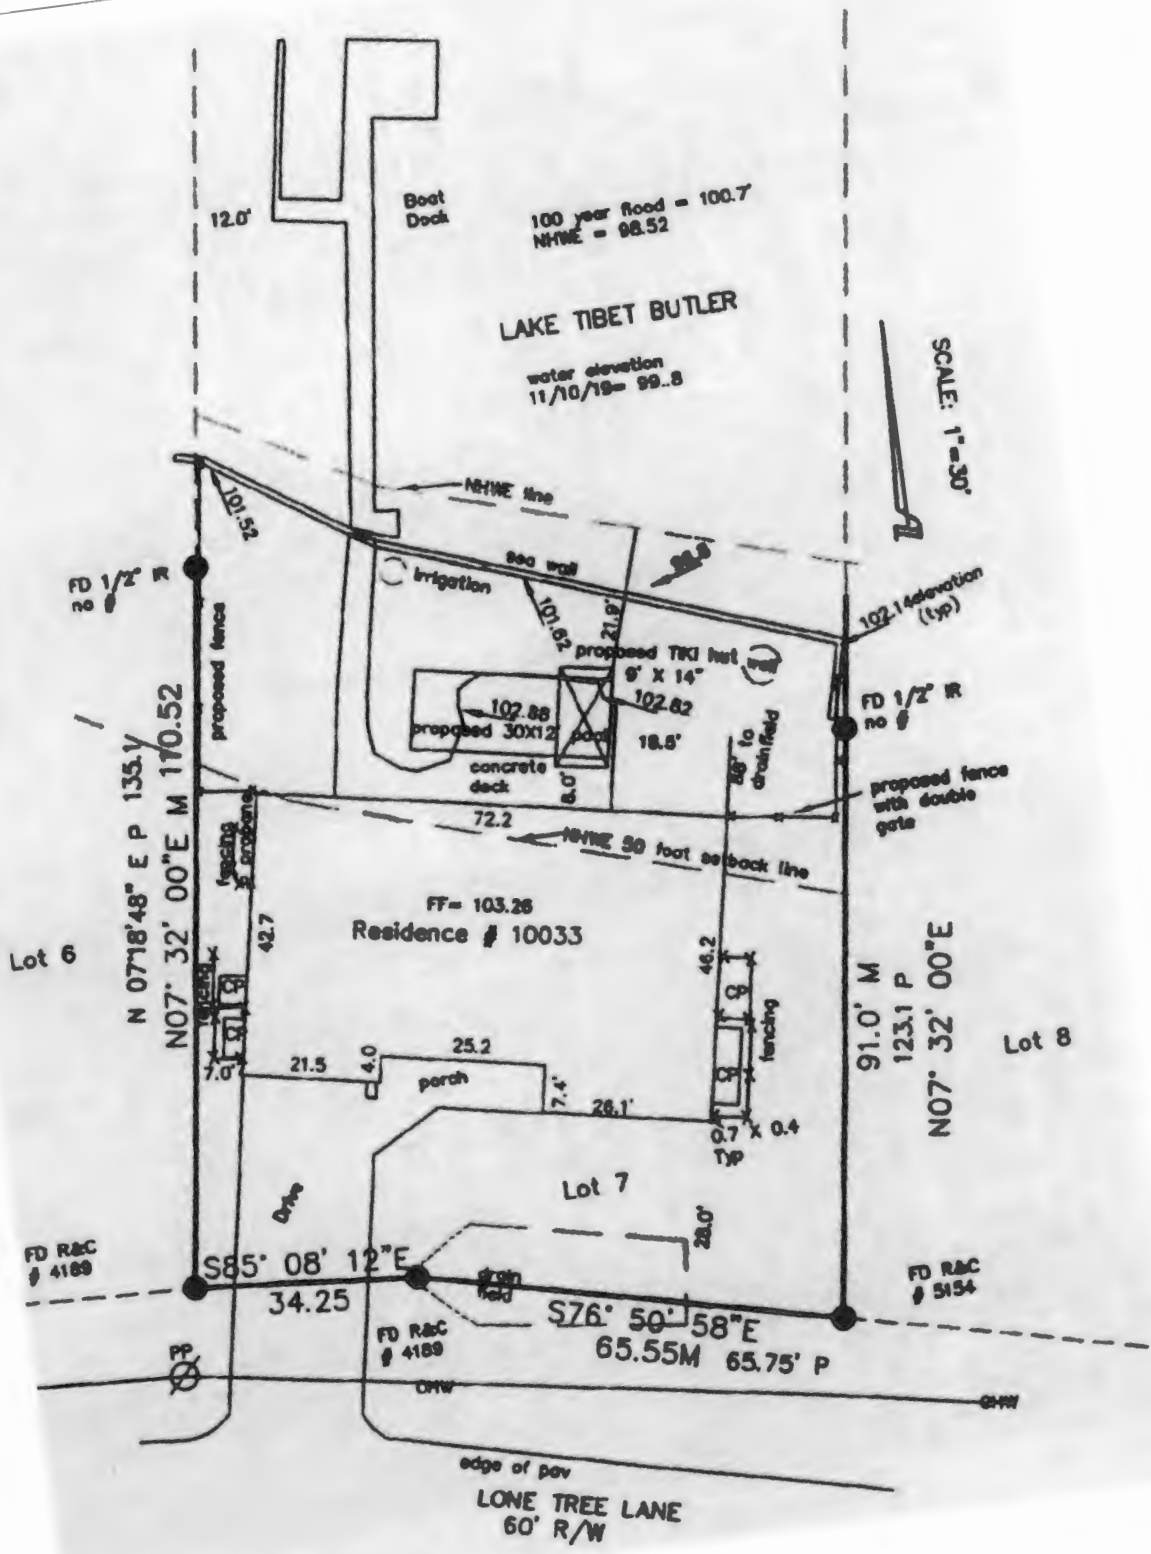 12.0'
Boat
Dock
100 year flood = 100.7'
NHWE = 98.52
LAKE TIBET BUTLER
water elevation
11/10/19= 99..8
SCALE: 1"=30'
NHWE line
101.52
sea wall
FD 1/2" IR
no #
irrigation
101.62
21.9'
102.14elevation
(typ)
proposed fence
proposed TIKI hut
9' X 14"
well
102.82
102.88
proposed 30X12' pool
18.5'
FD 1/2" IR
no #
concrete
deck
8.0'
88' to
drainfield
proposed fence
with double
gate
72.2
NHWE 50 foot setback line
fencing
propane
N 07°18'48" E P 135.1'
N07° 32' 00"E M 110.52
42.7
FF= 103.26
Residence # 10033
46.2
Lot 6
fencing
CP
CP
7.0'
CP
CP
fencing
91.0' M
123.1 P
N07° 32' 00"E
Lot 8
21.5
4.0
25.2
porch
7.4'
26.1'
0.7 X 0.4
Typ
Lot 7
Drive
28.0'
FD R&C
# 4189
S85° 08' 12"E
34.25
drain
field
S76° 50' 58"E
65.55M 65.75' P
FD R&C
# 5154
FD R&C
# 4189
PP
OHW
OHW
edge of pav
LONE TREE LANE
60' R/W